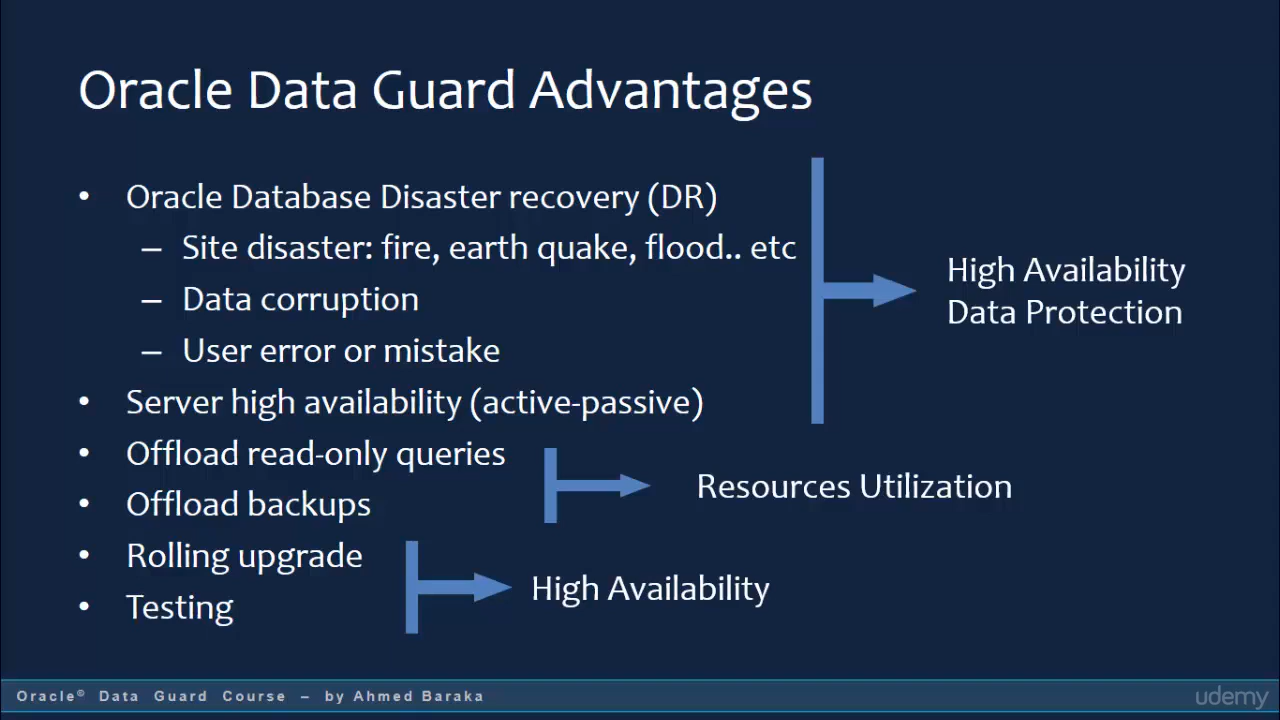 Oracle Data Guard Advantages
• Oracle Database Disaster recovery (DR)
– Site disaster: fire, earth quake, flood.. etc
– Data corruption
– User error or mistake
• Server high availability (active-passive)
High Availability
Data Protection
• Offload read-only queries
• Offload backups
Resources Utilization
• Rolling upgrade
• Testing
High Availability
Oracle® Data Guard Course – by Ahmed Baraka
udemy